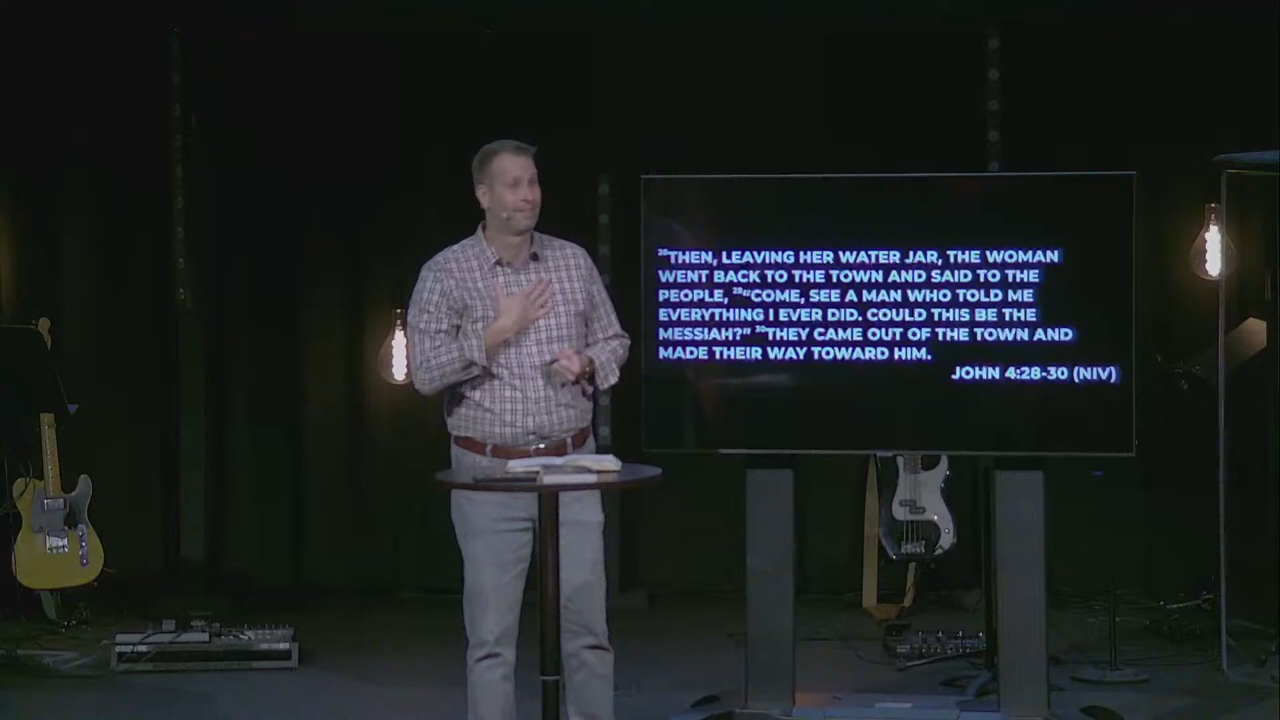 ²⁸THEN, LEAVING HER WATER JAR, THE WOMAN
WENT BACK TO THE TOWN AND SAID TO THE
PEOPLE, ²⁹“COME, SEE A MAN WHO TOLD ME
EVERYTHING I EVER DID. COULD THIS BE THE
MESSIAH?” ³⁰THEY CAME OUT OF THE TOWN AND
MADE THEIR WAY TOWARD HIM.
JOHN 4:28-30 (NIV)